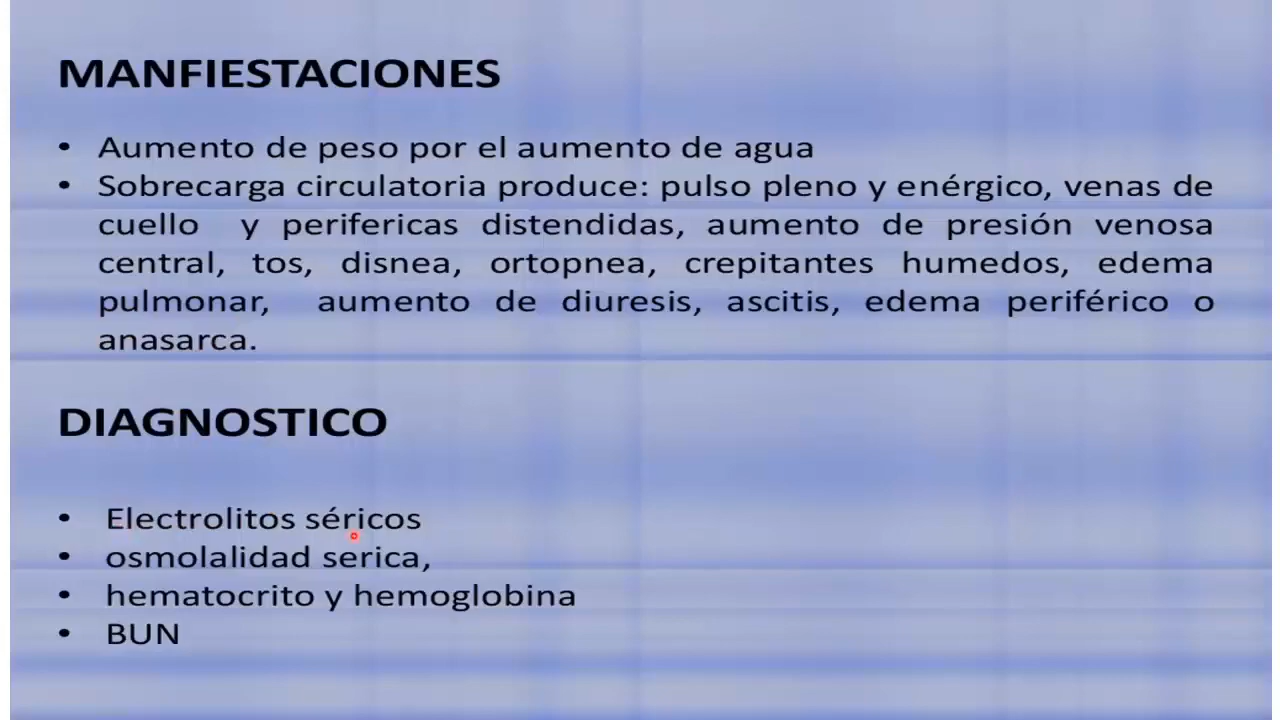 MANFIESTACIONES
• Aumento de peso por el aumento de agua
• Sobrecarga circulatoria produce: pulso pleno y enérgico, venas de
cuello y perifericas distendidas, aumento de presión venosa
central, tos, disnea, ortopnea, crepitantes humedos, edema
pulmonar, aumento de diuresis, ascitis, edema periférico o
anasarca.
DIAGNOSTICO
• Electrolitos séricos
• osmolalidad serica,
• hematocrito y hemoglobina
• BUN